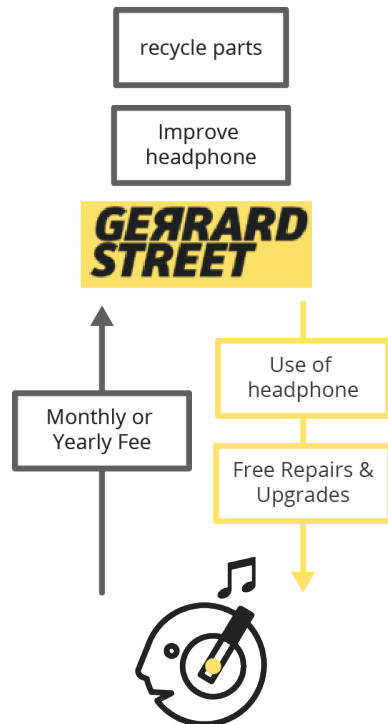 recycle parts
Improve
headphone
GERRARD
STREET
Use of
headphone
Monthly or
Yearly Fee
Free Repairs &
Upgrades